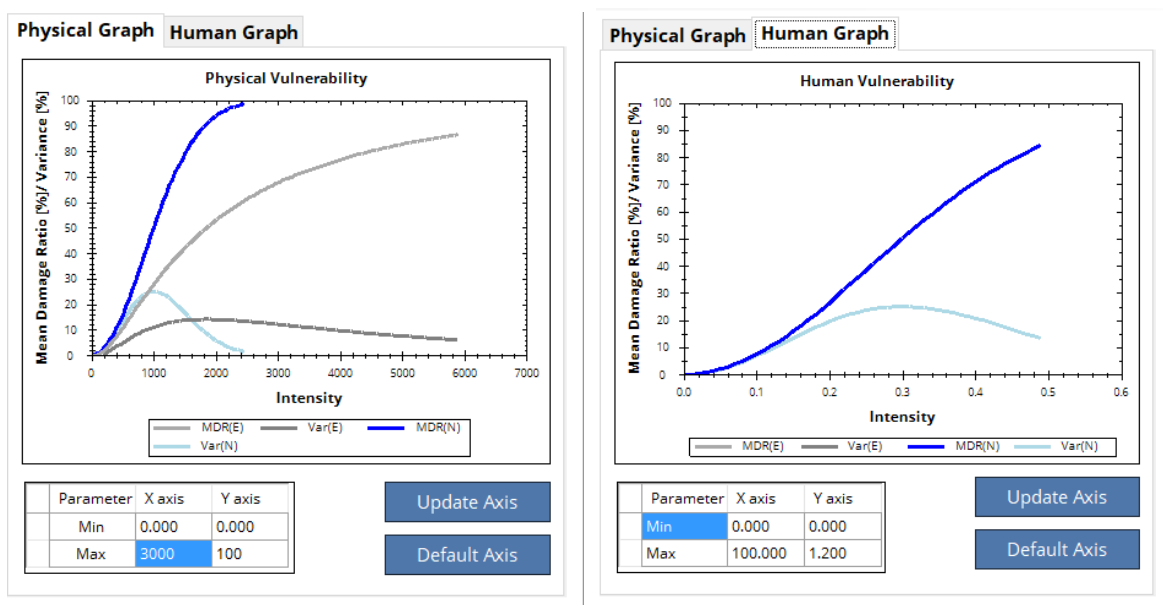 Physical Graph Human Graph
Physical Vulnerability
Mean Damage Ratio [%]/ Variance [%]
100
90
80
70
60
50
40
30
20
10
0
0 1000 2000 3000 4000 5000 6000 7000
Intensity
MDR(E) Var(E) MDR(N)
Var(N)
Parameter X axis Y axis
Min 0.000 0.000
Max 3000 100
Update Axis
Default Axis
Physical Graph Human Graph
Human Vulnerability
Mean Damage Ratio [%]/ Variance [%]
100
90
80
70
60
50
40
30
20
10
0
0.0 0.1 0.2 0.3 0.4 0.5 0.6
Intensity
MDR(E) Var(E) MDR(N) Var(N)
Parameter X axis Y axis
Min 0.000 0.000
Max 100.000 1.200
Update Axis
Default Axis